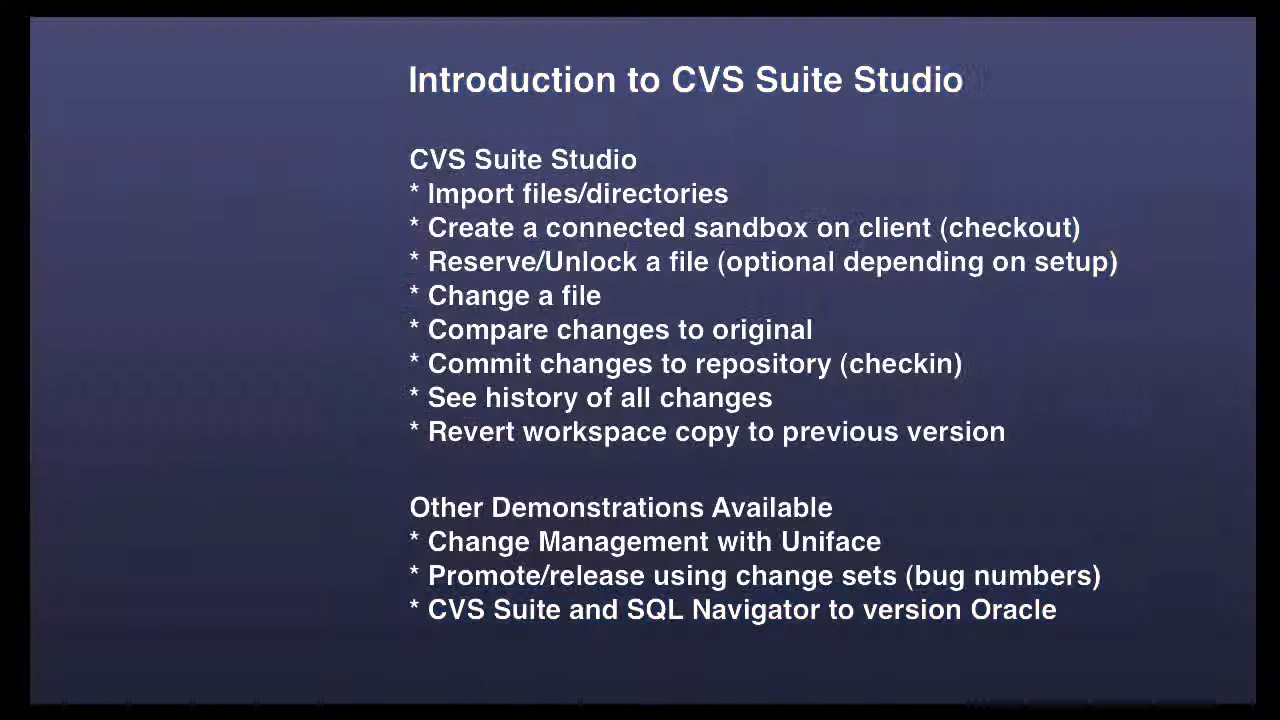 Introduction to CVS Suite Studio
CVS Suite Studio
* Import files/directories
* Create a connected sandbox on client (checkout)
* Reserve/Unlock a file (optional depending on setup)
* Change a file
* Compare changes to original
* Commit changes to repository (checkin)
* See history of all changes
* Revert workspace copy to previous version
Other Demonstrations Available
* Change Management with Uniface
* Promote/release using change sets (bug numbers)
* CVS Suite and SQL Navigator to version Oracle